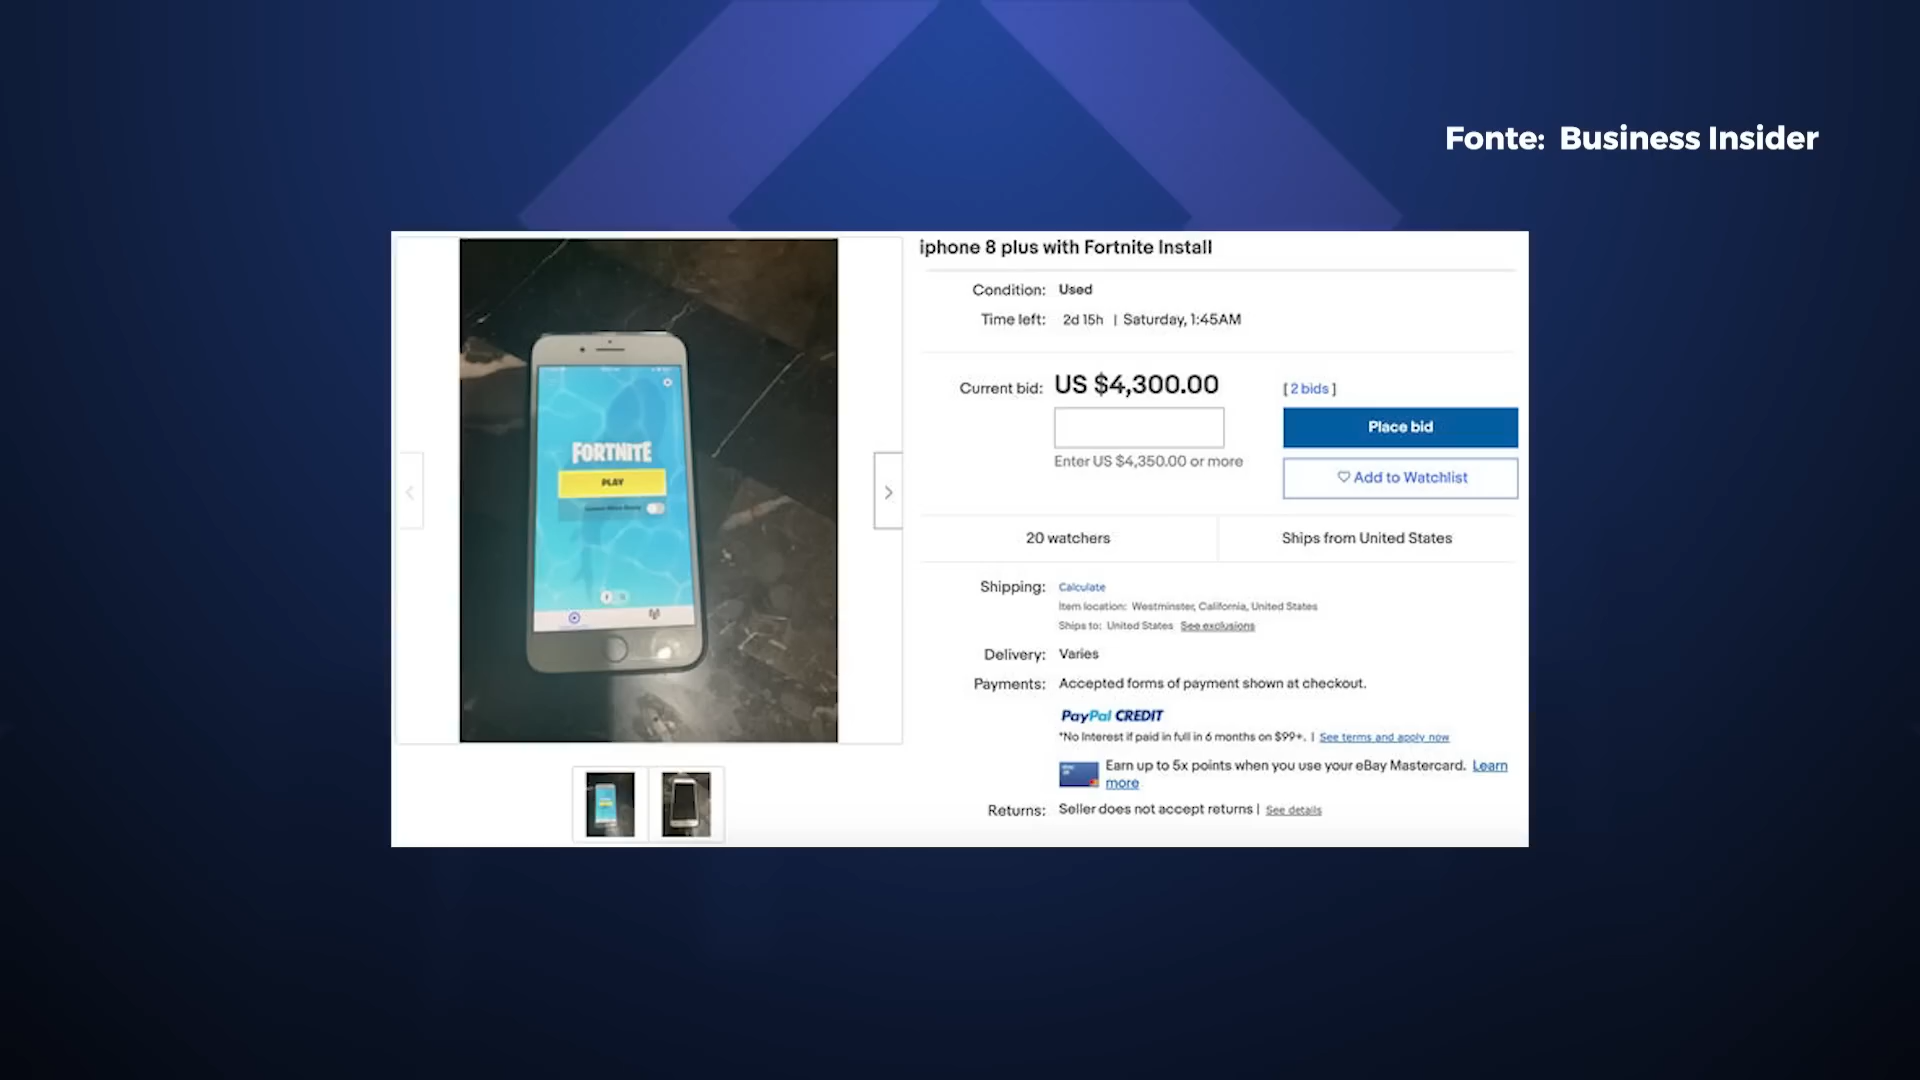 Fonte: Business Insider
iphone 8 plus with Fortnite Install
Condition: Used
Time left: 2d 15h | Saturday, 1:45AM
Current bid: US $4,300.00 [ 2 bids ]
Place bid
Enter US $4,350.00 or more
Add to Watchlist
FORTNITE
PLAY
20 watchers Ships from United States
Shipping: Calculate
Item location: Westminster, California, United States
Ships to: United States See exclusions
Delivery: Varies
Payments: Accepted forms of payment shown at checkout.
PayPal CREDIT
*No Interest if paid in full in 6 months on $99+. | See terms and apply now
Earn up to 5x points when you use your eBay Mastercard. Learn
more
Returns: Seller does not accept returns | See details